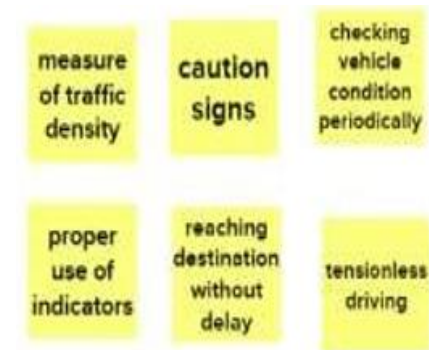 measure
of traffic
density
caution
signs
checking
vehicle
condition
periodically
proper
use of
indicators
reaching
destination
without
delay
tensionless
driving